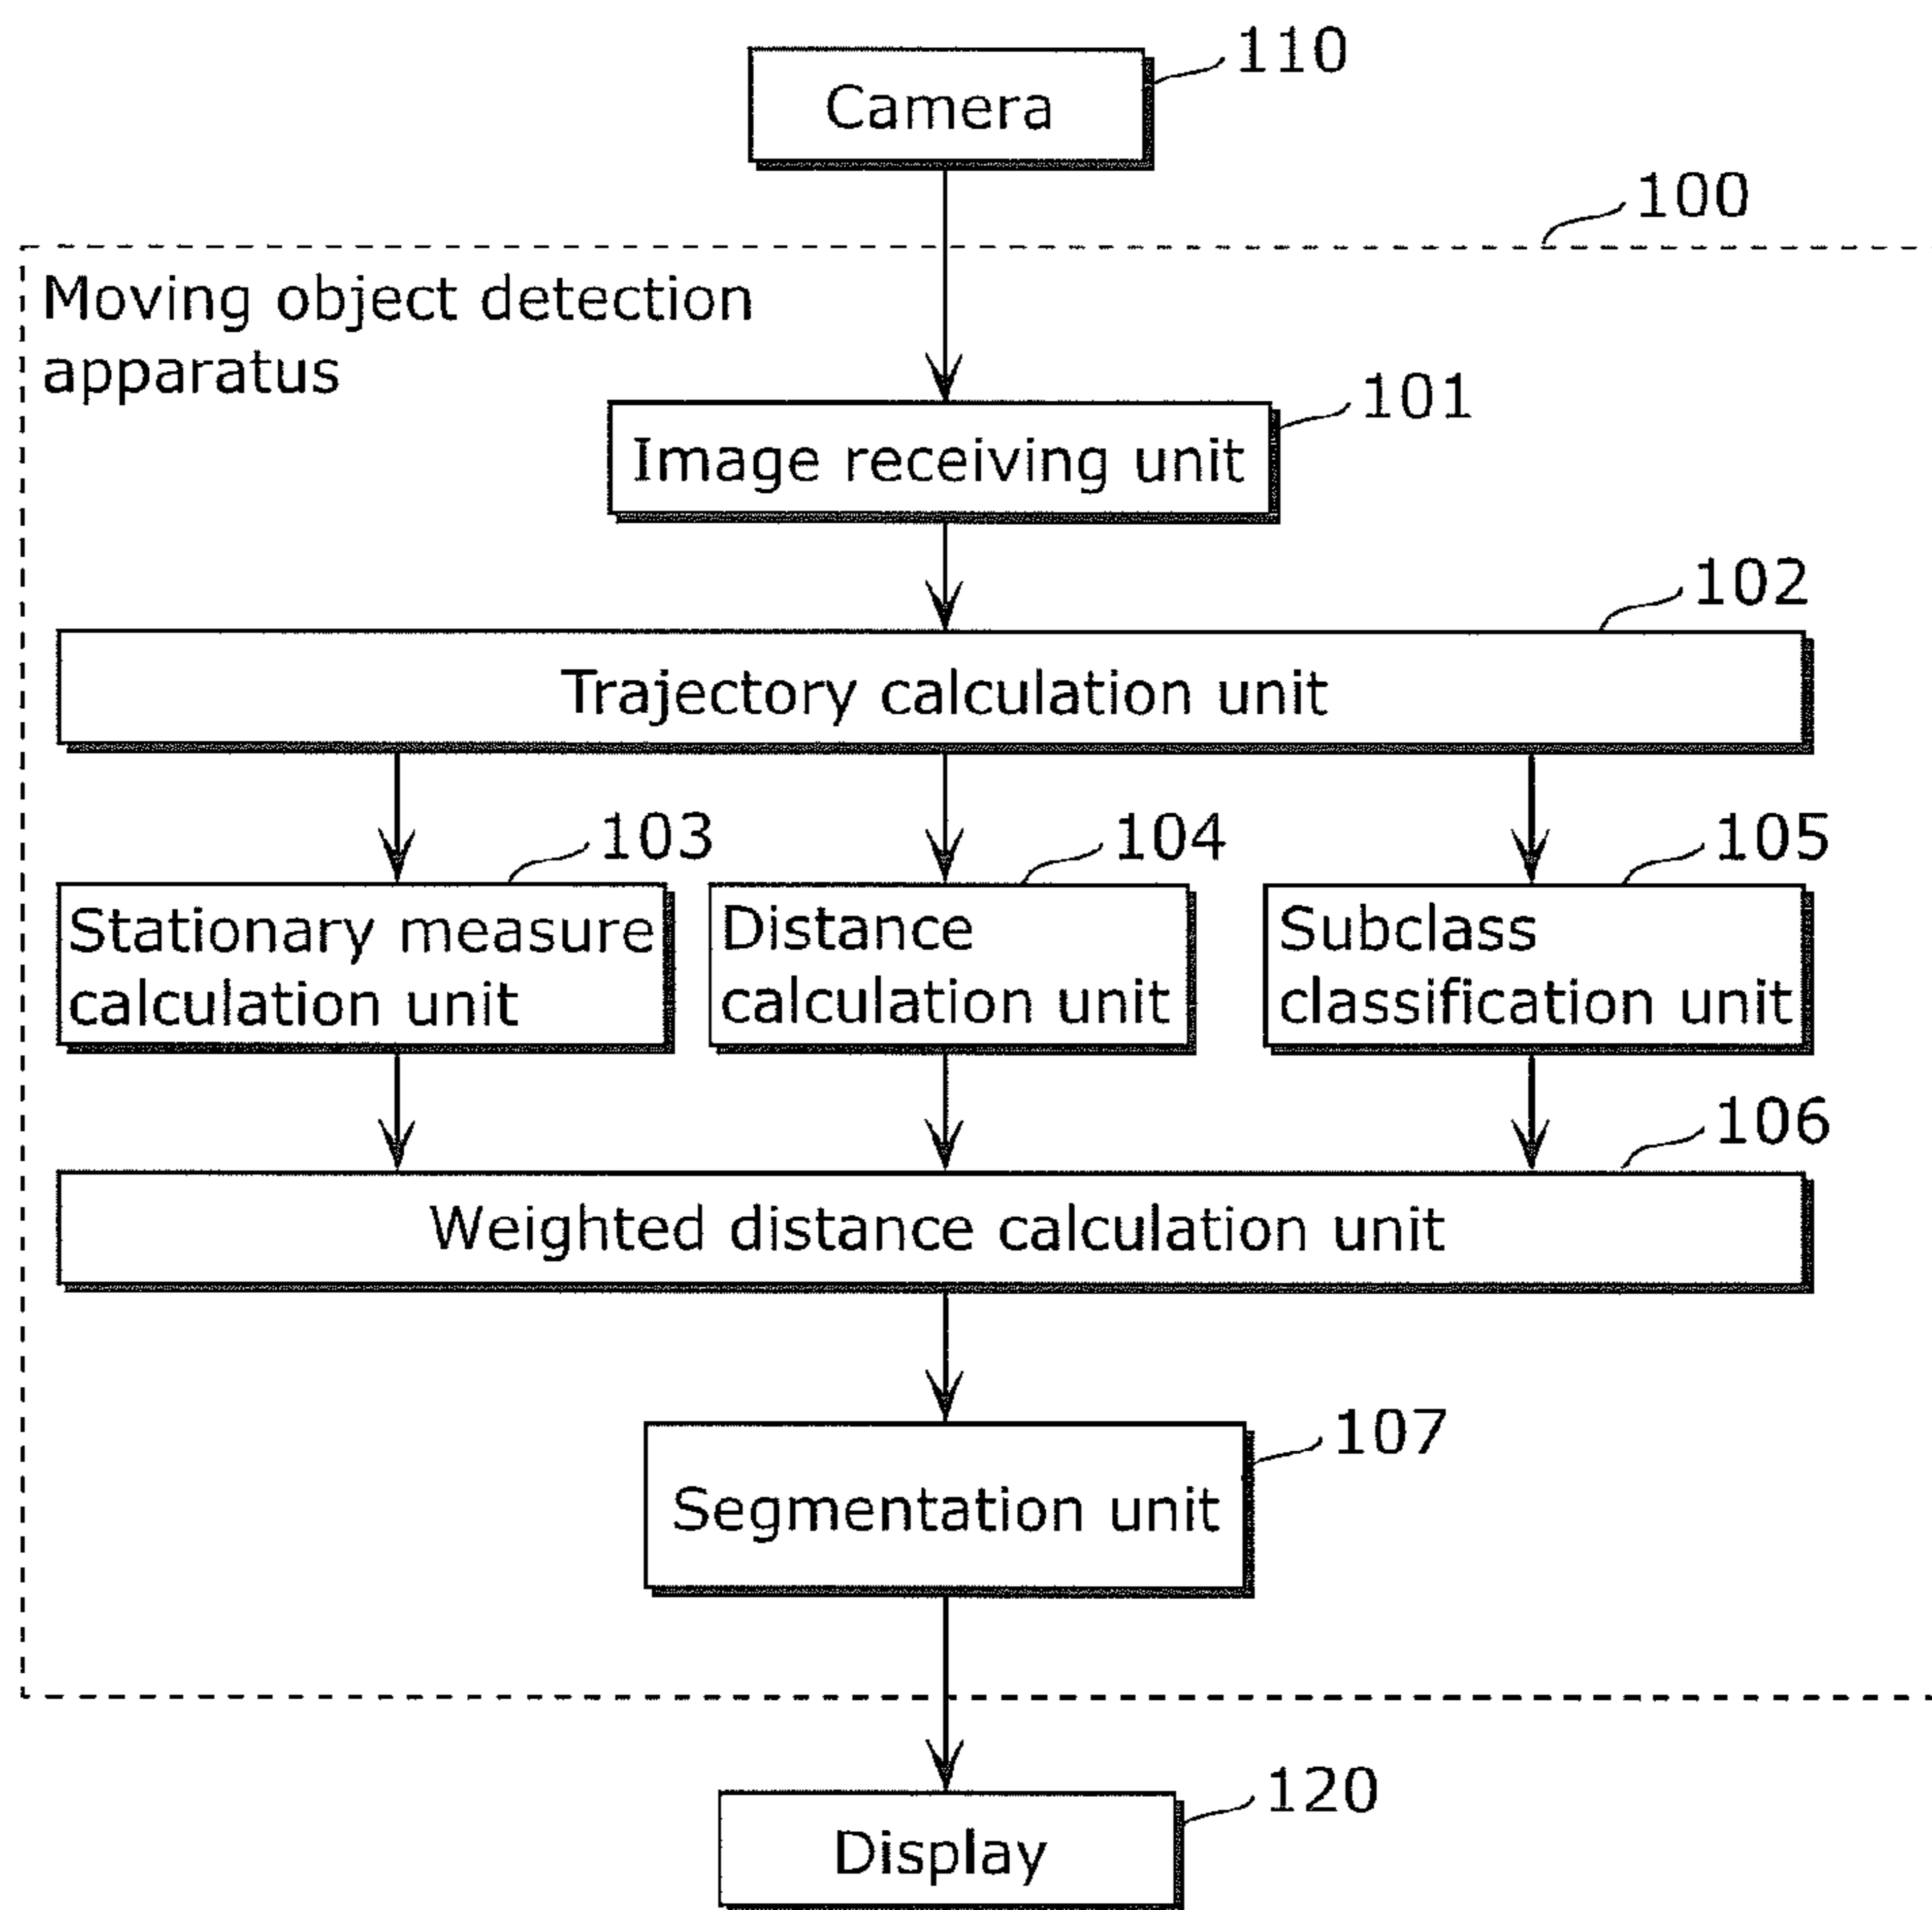 110
Camera
100
Moving object detection
apparatus
101
Image receiving unit
102
Trajectory calculation unit
103
104
105
Stationary measure
calculation unit
Distance
calculation unit
Subclass
classification unit
106
Weighted distance calculation unit
107
Segmentation unit
120
Display